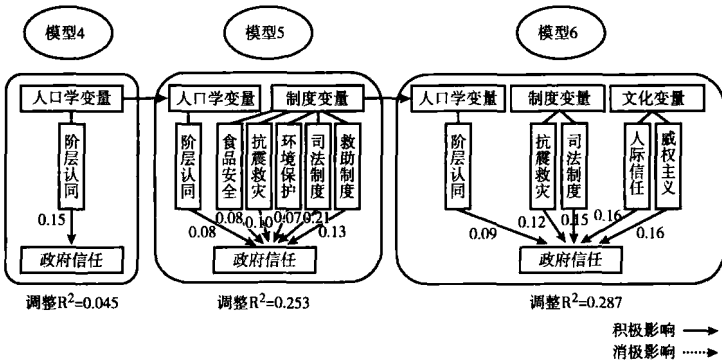 模型4
模型5
模型6
人口学变量
人口学变量
制度变量
人口学变量
制度变量
文化变量
阶层认同
阶层认同
食品安全
抗震救灾
环境保护
司法制度
救助制度
阶层认同
抗震救灾
司法制度
人际信任
威权主义
0.15
0.08
0.08
0.10
0.07
0.21
0.13
0.09
0.12
0.15
0.16
0.16
政府信任
政府信任
政府信任
调整R²=0.045
调整R²=0.253
调整R²=0.287
积极影响
消极影响